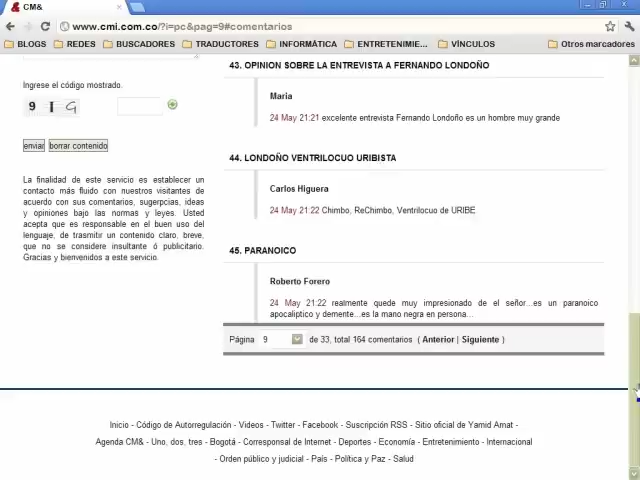 CM&
www.cmi.com.co/?i=pc&pag=9#comentarios
BLOGS REDES BUSCADORES TRADUCTORES INFORMÁTICA ENTRETENIMIE... VÍNCULOS Otros marcadores
43. OPINION SOBRE LA ENTREVISTA A FERNANDO LONDOÑO
Ingrese el código mostrado.
Maria
9 I G
24 May 21:21 excelente entrevista Fernando Londoño es un hombre muy grande
enviar borrar contenido
44. LONDOÑO VENTRILOCUO URIBISTA
Carlos Higuera
24 May 21:22 Chimbo, ReChimbo, Ventrilocuo de URIBE
La finalidad de este servicio es establecer un
contacto más fluido con nuestros visitantes de
acuerdo con sus comentarios, sugerpcias, ideas
y opiniones bajo las normas y leyes. Usted
acepta que es responsable en el buen uso del
lenguaje, de trasmitir un contenido claro, breve,
que no se considere insultante ó publicitario.
Gracias y bienvenidos a este servicio.
45. PARANOICO
Roberto Forero
24 May 21:22 realmente quede muy impresionado de el señor...es un paranoico
apocaliptico y demente...es la mano negra en persona...
Página 9 de 33, total 164 comentarios ( Anterior | Siguiente )
Inicio - Código de Autorregulación - Videos - Twitter - Facebook - Suscripción RSS - Sitio oficial de Yamid Amat -
Agenda CM& - Uno, dos, tres - Bogotá - Corresponsal de Internet - Deportes - Economía - Entretenimiento - Internacional
- Orden público y judicial - País - Política y Paz - Salud